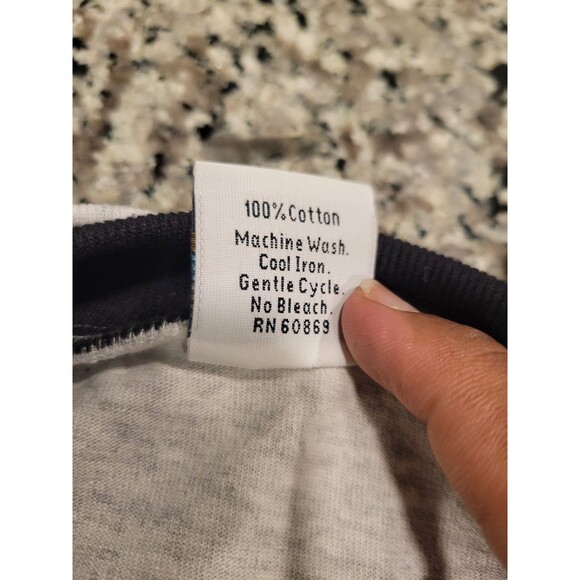 100% Cotton
Machine Wash.
Cool Iron.
Gentle Cycle.
No Bleach.
RN 60869